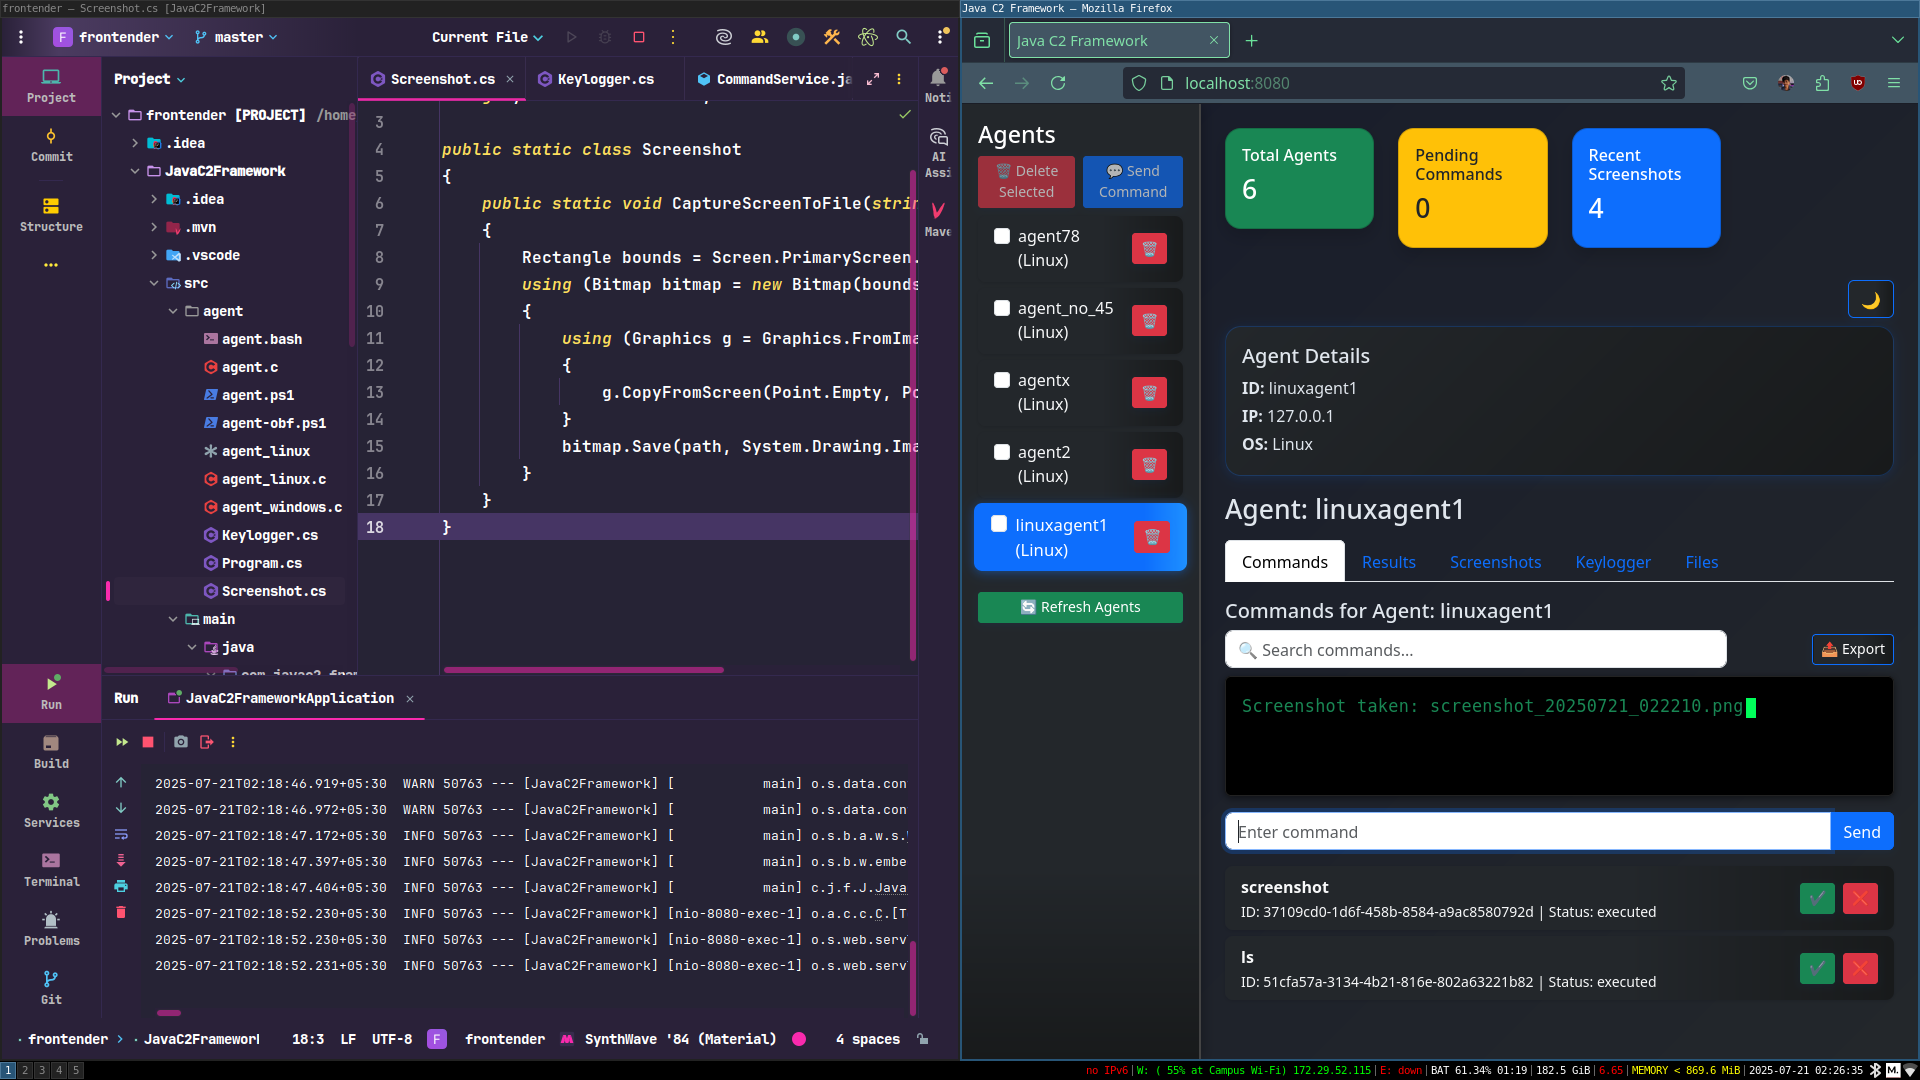 frontender – Screenshot.cs [JavaC2Framework]
F frontender
master
Current File
Project
Commit
Structure
Project
frontender [PROJECT] /home
.idea
JavaC2Framework
.idea
.mvn
.vscode
src
agent
agent.bash
agent.c
agent.ps1
agent-obf.ps1
agent_linux
agent_linux.c
agent_windows.c
Keylogger.cs
Program.cs
Screenshot.cs
main
java
Screenshot.cs
Keylogger.cs
CommandService.ja
3
4 public static class Screenshot
5 {
6 public static void CaptureScreenToFile(strin
7 {
8 Rectangle bounds = Screen.PrimaryScreen.
9 using (Bitmap bitmap = new Bitmap(bounds
10 {
11 using (Graphics g = Graphics.FromIma
12 {
13 g.CopyFromScreen(Point.Empty, Po
14 }
15 bitmap.Save(path, System.Drawing.Ima
16 }
17 }
18 }
Noti
AI
Assi
Mave
Run
Build
Services
Terminal
Problems
Git
Run
JavaC2FrameworkApplication
2025-07-21T02:18:46.919+05:30 WARN 50763 --- [JavaC2Framework] [ main] o.s.data.con
2025-07-21T02:18:46.972+05:30 WARN 50763 --- [JavaC2Framework] [ main] o.s.data.con
2025-07-21T02:18:47.172+05:30 INFO 50763 --- [JavaC2Framework] [ main] o.s.b.a.w.s.
2025-07-21T02:18:47.397+05:30 INFO 50763 --- [JavaC2Framework] [ main] o.s.b.w.embe
2025-07-21T02:18:47.404+05:30 INFO 50763 --- [JavaC2Framework] [ main] c.j.f.J.Java
2025-07-21T02:18:52.230+05:30 INFO 50763 --- [JavaC2Framework] [nio-8080-exec-1] o.a.c.c.C.[T
2025-07-21T02:18:52.230+05:30 INFO 50763 --- [JavaC2Framework] [nio-8080-exec-1] o.s.web.serv
2025-07-21T02:18:52.231+05:30 INFO 50763 --- [JavaC2Framework] [nio-8080-exec-1] o.s.web.serv
frontender > JavaC2Framework 18:3 LF UTF-8 F frontender SynthWave '84 (Material) 4 spaces
Java C2 Framework — Mozilla Firefox
Java C2 Framework
localhost:8080
Agents
Delete Selected
Send Command
agent78
(Linux)
agent_no_45
(Linux)
agentx
(Linux)
agent2
(Linux)
linuxagent1
(Linux)
Refresh Agents
Total Agents
6
Pending
Commands
0
Recent
Screenshots
4
Agent Details
ID: linuxagent1
IP: 127.0.0.1
OS: Linux
Agent: linuxagent1
Commands Results Screenshots Keylogger Files
Commands for Agent: linuxagent1
Search commands...
Export
Screenshot taken: screenshot_20250721_022210.png
Enter command
Send
screenshot
ID: 37109cd0-1d6f-458b-8584-a9ac8580792d | Status: executed
ls
ID: 51cfa57a-3134-4b21-816e-802a63221b82 | Status: executed
1 2 3 4 5
no IPv6|W: ( 55% at Campus Wi-Fi) 172.29.52.115|E: down|BAT 61.34% 01:19|182.5 GiB|6.65|MEMORY < 869.6 MiB|2025-07-21 02:26:35